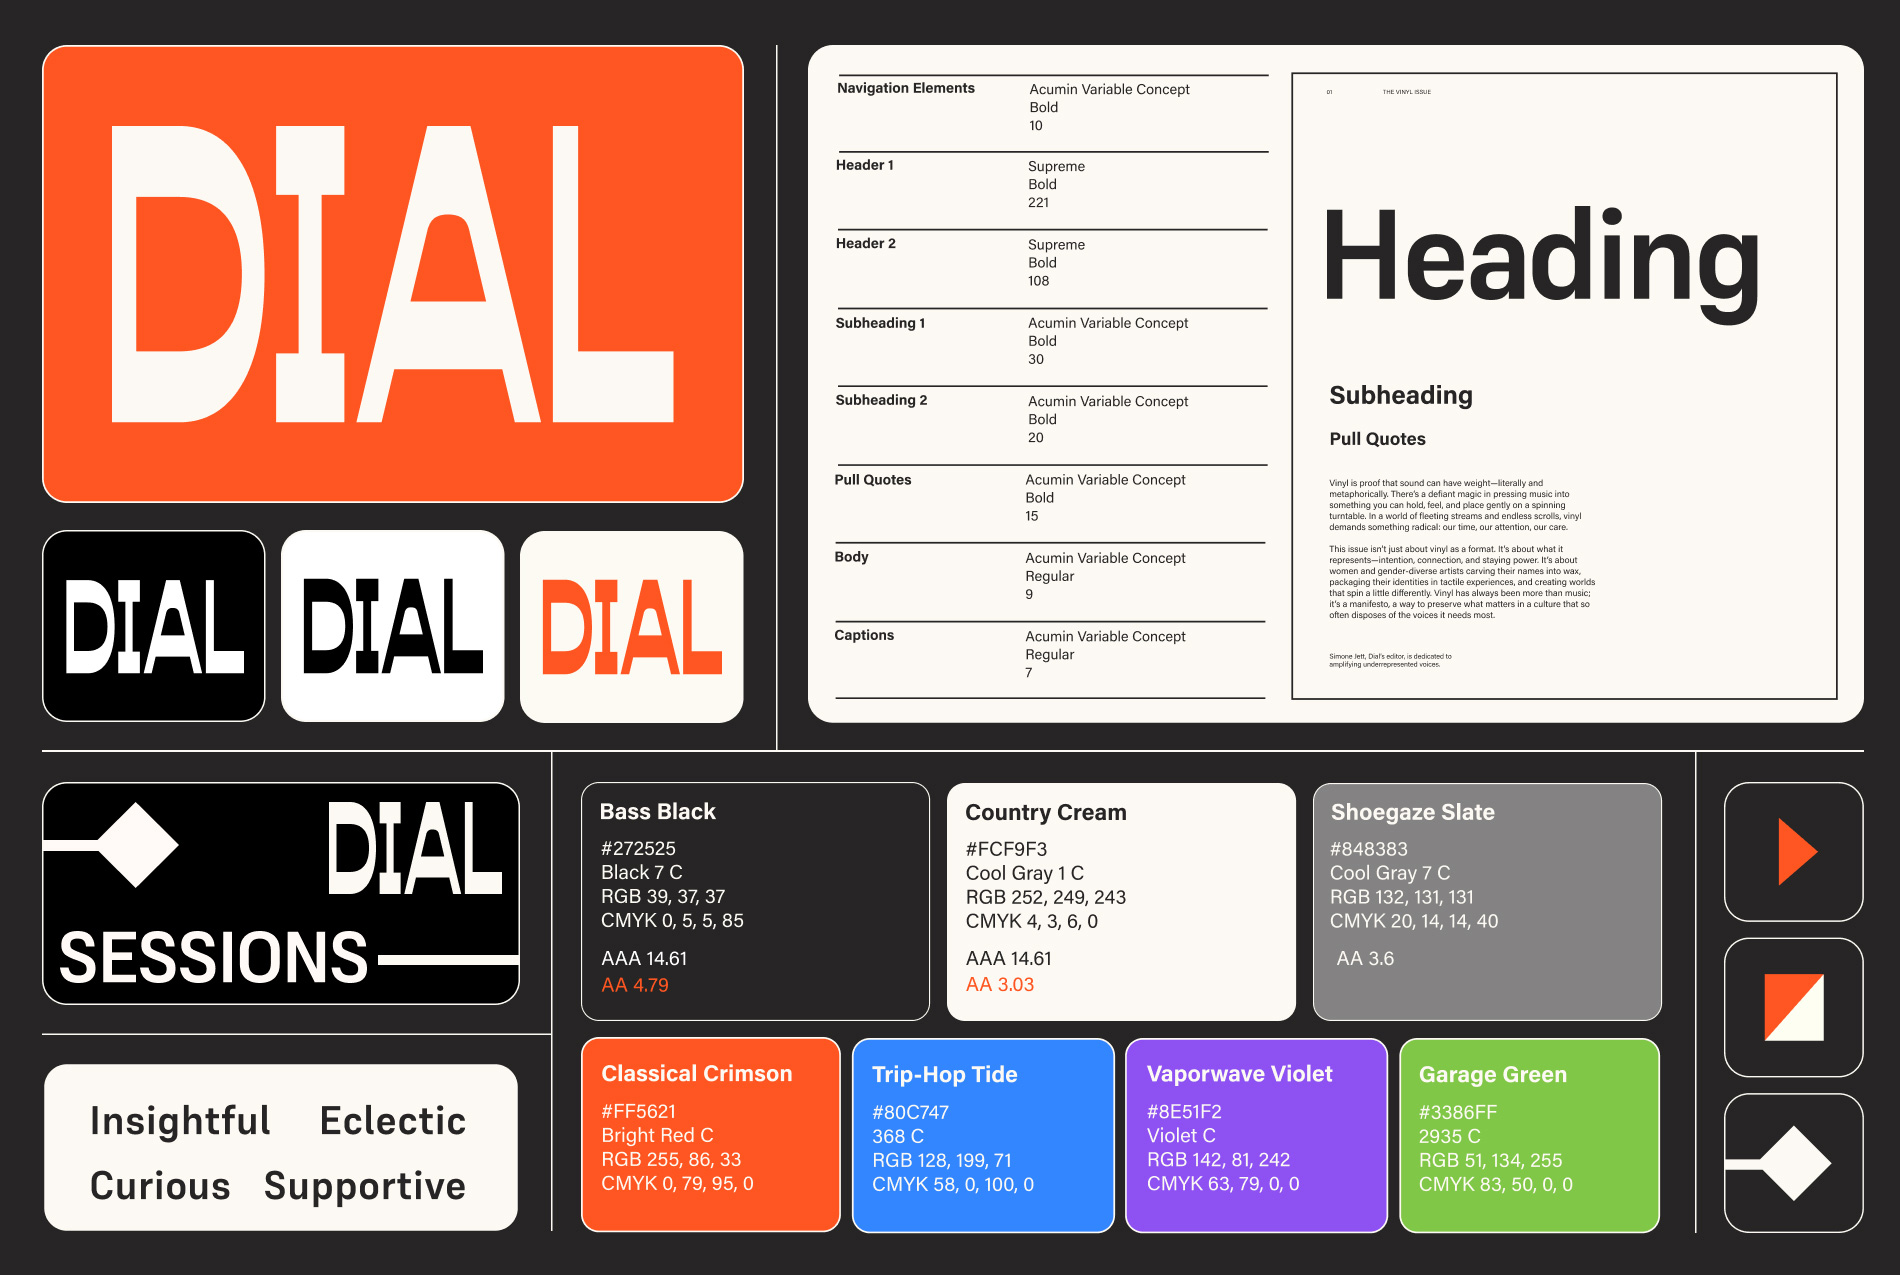 DIAL
DIAL
DIAL
DIAL
Navigation Elements
Acumin Variable Concept
Bold
10
Header 1
Supreme
Bold
221
Header 2
Supreme
Bold
108
Subheading 1
Acumin Variable Concept
Bold
30
Subheading 2
Acumin Variable Concept
Bold
20
Pull Quotes
Acumin Variable Concept
Bold
15
Body
Acumin Variable Concept
Regular
9
Captions
Acumin Variable Concept
Regular
7
01 THE VINYL ISSUE
Heading
Subheading
Pull Quotes
Vinyl is proof that sound can have weight—literally and
metaphorically. There's a defiant magic in pressing music into
something you can hold, feel, and place gently on a spinning
turntable. In a world of fleeting streams and endless scrolls, vinyl
demands something radical: our time, our attention, our care.
This issue isn't just about vinyl as a format. It's about what it
represents—intention, connection, and staying power. It's about
women and gender-diverse artists carving their names into wax,
packaging their identities in tactile experiences, and creating worlds
that spin a little differently. Vinyl has always been more than music;
it's a manifesto, a way to preserve what matters in a culture that so
often disposes of the voices it needs most.
Simone Jett, Dial's editor, is dedicated to
amplifying underrepresented voices.
DIAL
SESSIONS
Insightful Eclectic
Curious Supportive
Bass Black
#272525
Black 7 C
RGB 39, 37, 37
CMYK 0, 5, 5, 85
AAA 14.61
AA 4.79
Country Cream
#FCF9F3
Cool Gray 1 C
RGB 252, 249, 243
CMYK 4, 3, 6, 0
AAA 14.61
AA 3.03
Shoegaze Slate
#848383
Cool Gray 7 C
RGB 132, 131, 131
CMYK 20, 14, 14, 40
AA 3.6
Classical Crimson
#FF5621
Bright Red C
RGB 255, 86, 33
CMYK 0, 79, 95, 0
Trip-Hop Tide
#80C747
368 C
RGB 128, 199, 71
CMYK 58, 0, 100, 0
Vaporwave Violet
#8E51F2
Violet C
RGB 142, 81, 242
CMYK 63, 79, 0, 0
Garage Green
#3386FF
2935 C
RGB 51, 134, 255
CMYK 83, 50, 0, 0